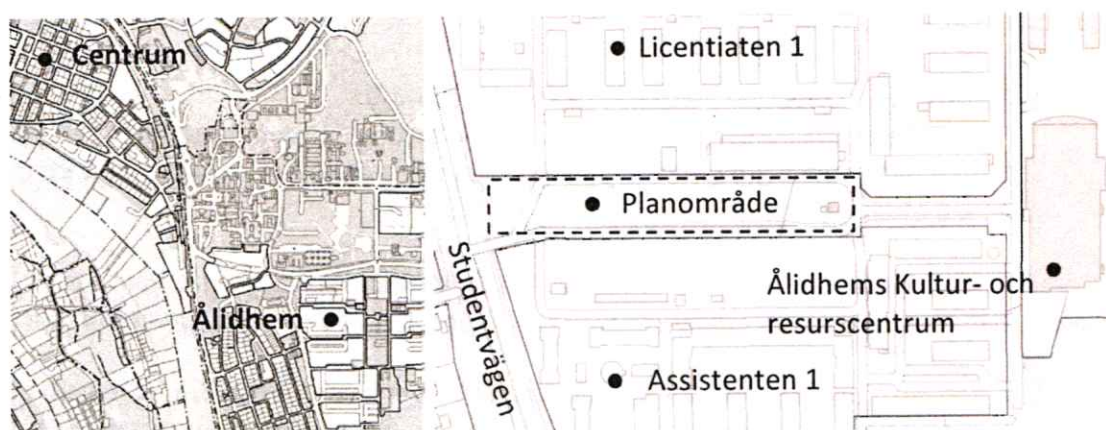 Centrum
Ålidhem
Licentiaten 1
Planområde
Studentvägen
Ålidhems Kultur- och
resurscentrum
Assistenten 1